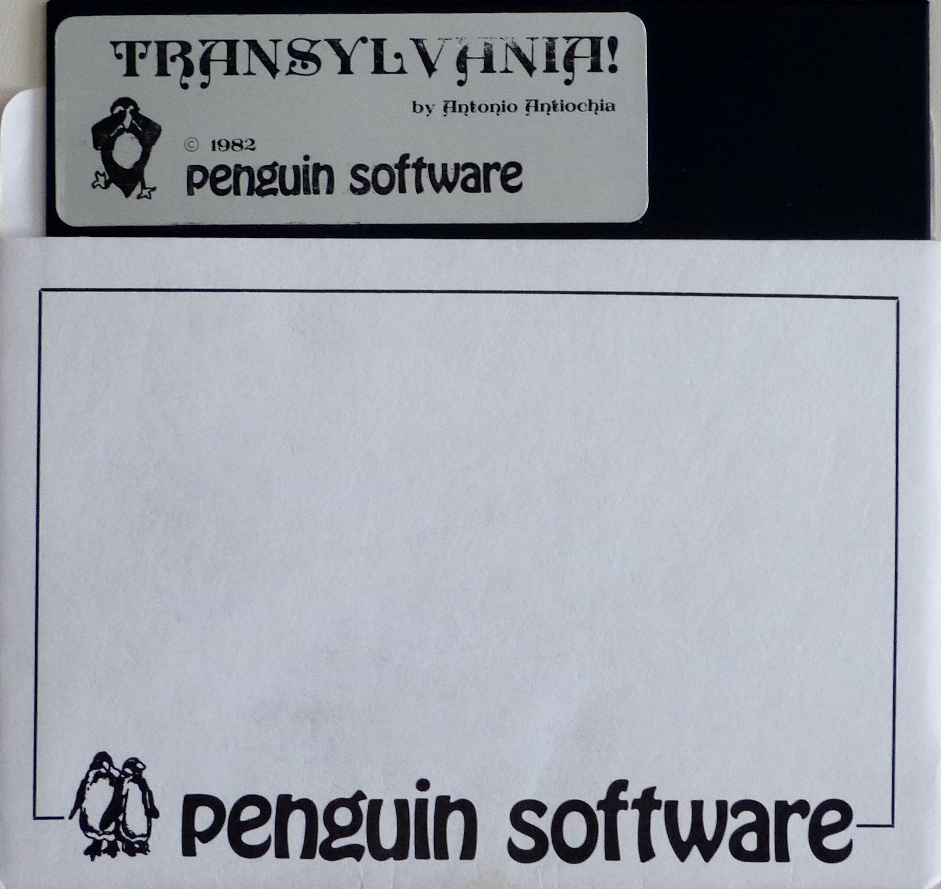 TRANSYLVANIA!
by Antonio Antiochia
© 1982
penguin software
penguin software